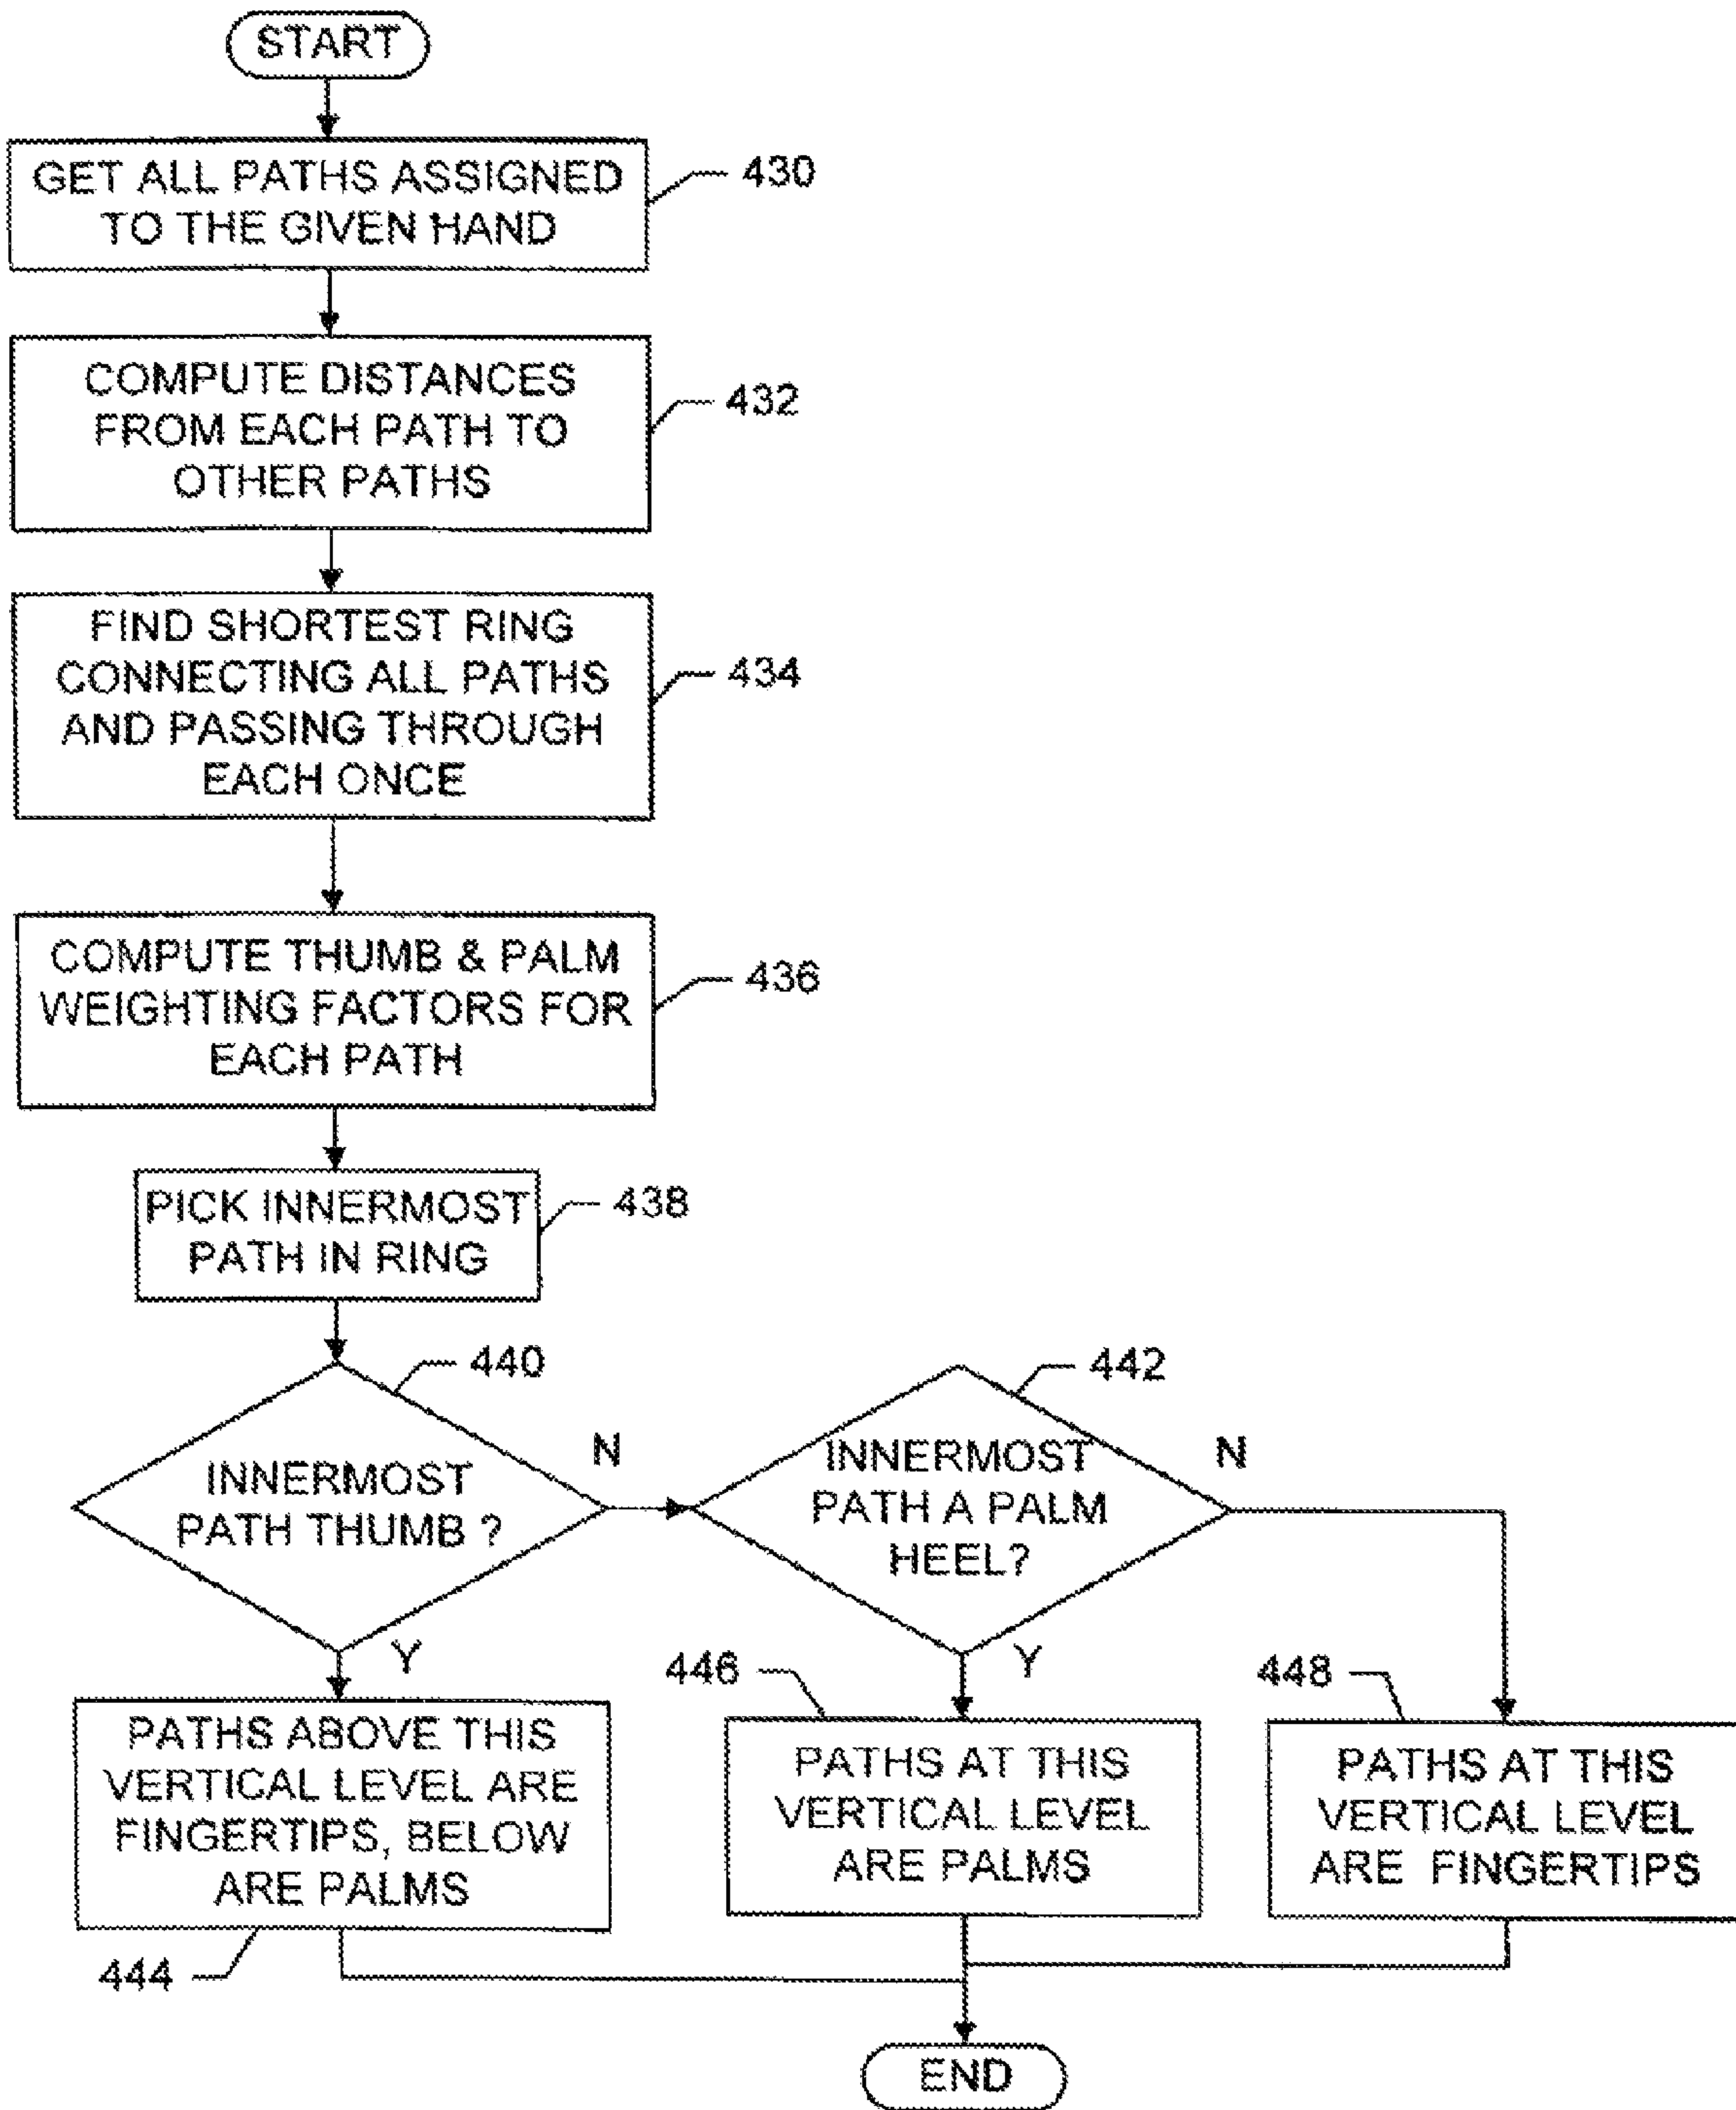 START
GET ALL PATHS ASSIGNED
TO THE GIVEN HAND
430
COMPUTE DISTANCES
FROM EACH PATH TO
OTHER PATHS
432
FIND SHORTEST RING
CONNECTING ALL PATHS
AND PASSING THROUGH
EACH ONCE
434
COMPUTE THUMB & PALM
WEIGHTING FACTORS FOR
EACH PATH
436
PICK INNERMOST
PATH IN RING
438
440
INNERMOST
PATH THUMB ?
N
Y
442
INNERMOST
PATH A PALM
HEEL?
N
Y
PATHS ABOVE THIS
VERTICAL LEVEL ARE
FINGERTIPS, BELOW
ARE PALMS
444
446
PATHS AT THIS
VERTICAL LEVEL
ARE PALMS
448
PATHS AT THIS
VERTICAL LEVEL
ARE FINGERTIPS
END